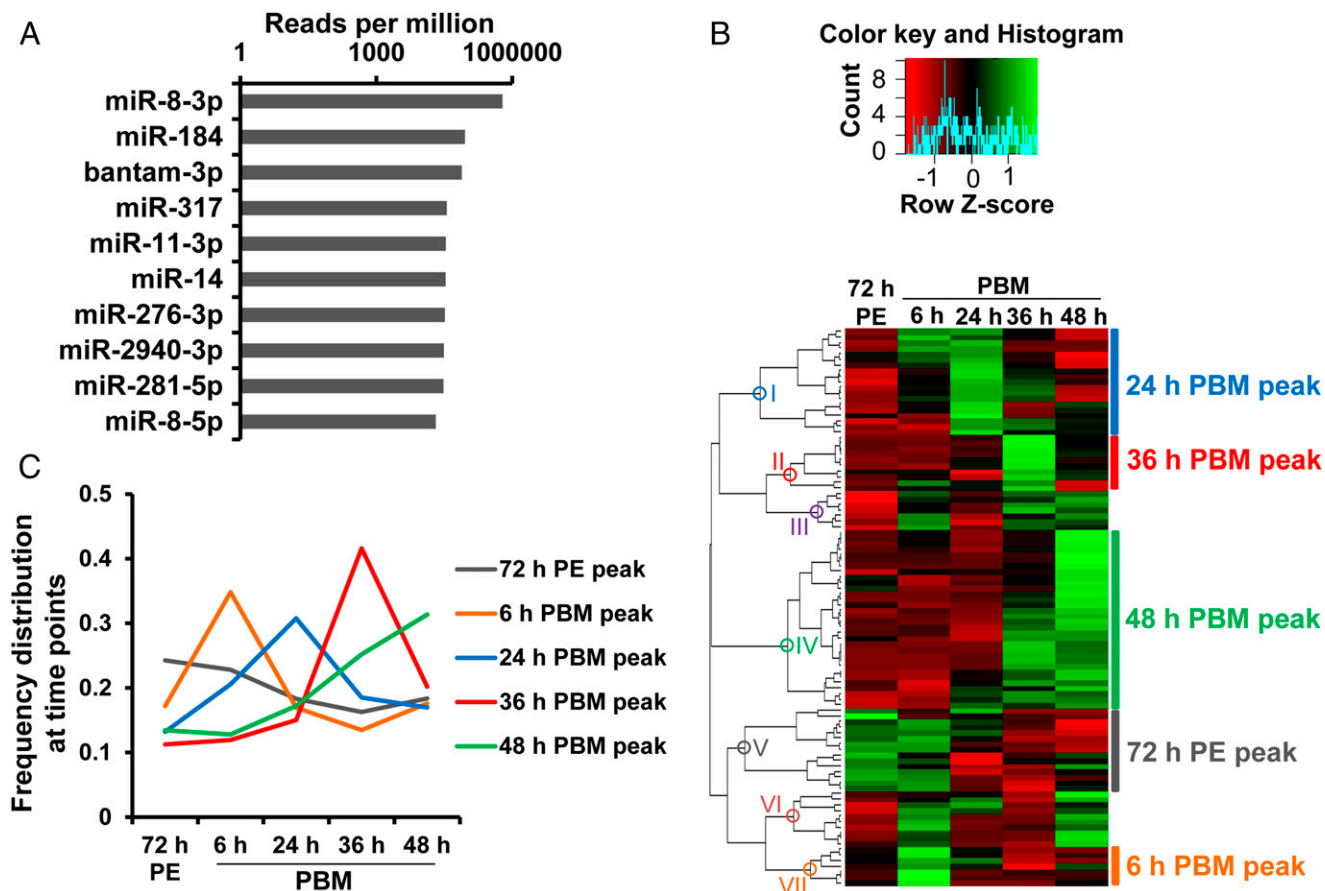 A
Reads per million
1 1000 1000000
miR-8-3p
miR-184
bantam-3p
miR-317
miR-11-3p
miR-14
miR-276-3p
miR-2940-3p
miR-281-5p
miR-8-5p
B
Color key and Histogram
Count
8
4
0
-1 0 1
Row Z-score
72 h
PE
PBM
6 h 24 h 36 h 48 h
I
II
III
IV
V
VI
VII
24 h PBM peak
36 h PBM peak
48 h PBM peak
72 h PE peak
6 h PBM peak
C
Frequency distribution
at time points
0.5
0.4
0.3
0.2
0.1
0
72 h
PE
6 h 24 h 36 h 48 h
PBM
72 h PE peak
6 h PBM peak
24 h PBM peak
36 h PBM peak
48 h PBM peak